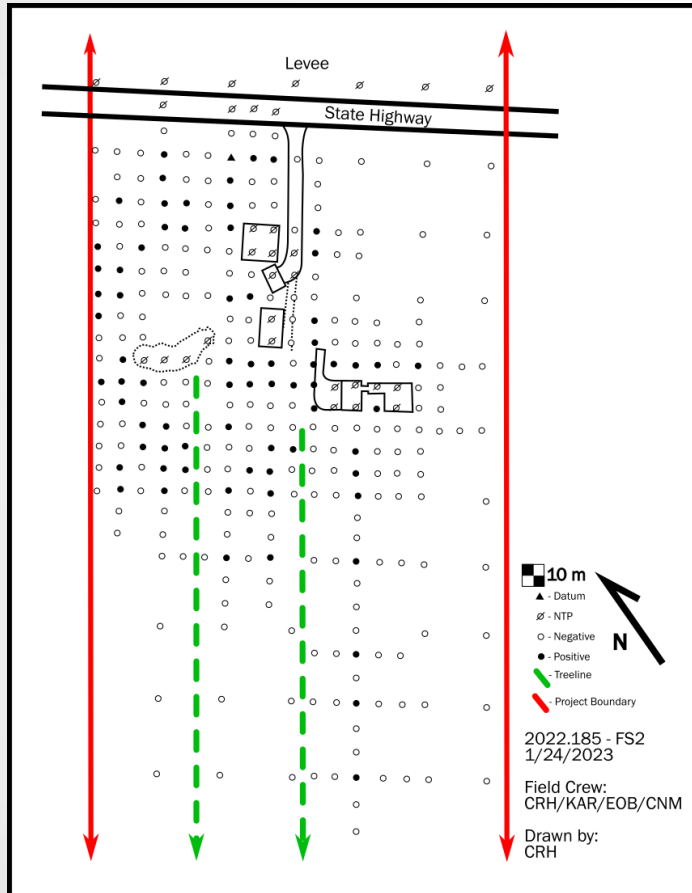 Levee
State Highway
10 m
- Datum
- NTP
- Negative
- Positive
- Treeline
- Project Boundary
N
2022.185 - FS2
1/24/2023
Field Crew:
CRH/KAR/EOB/CNM
Drawn by:
CRH